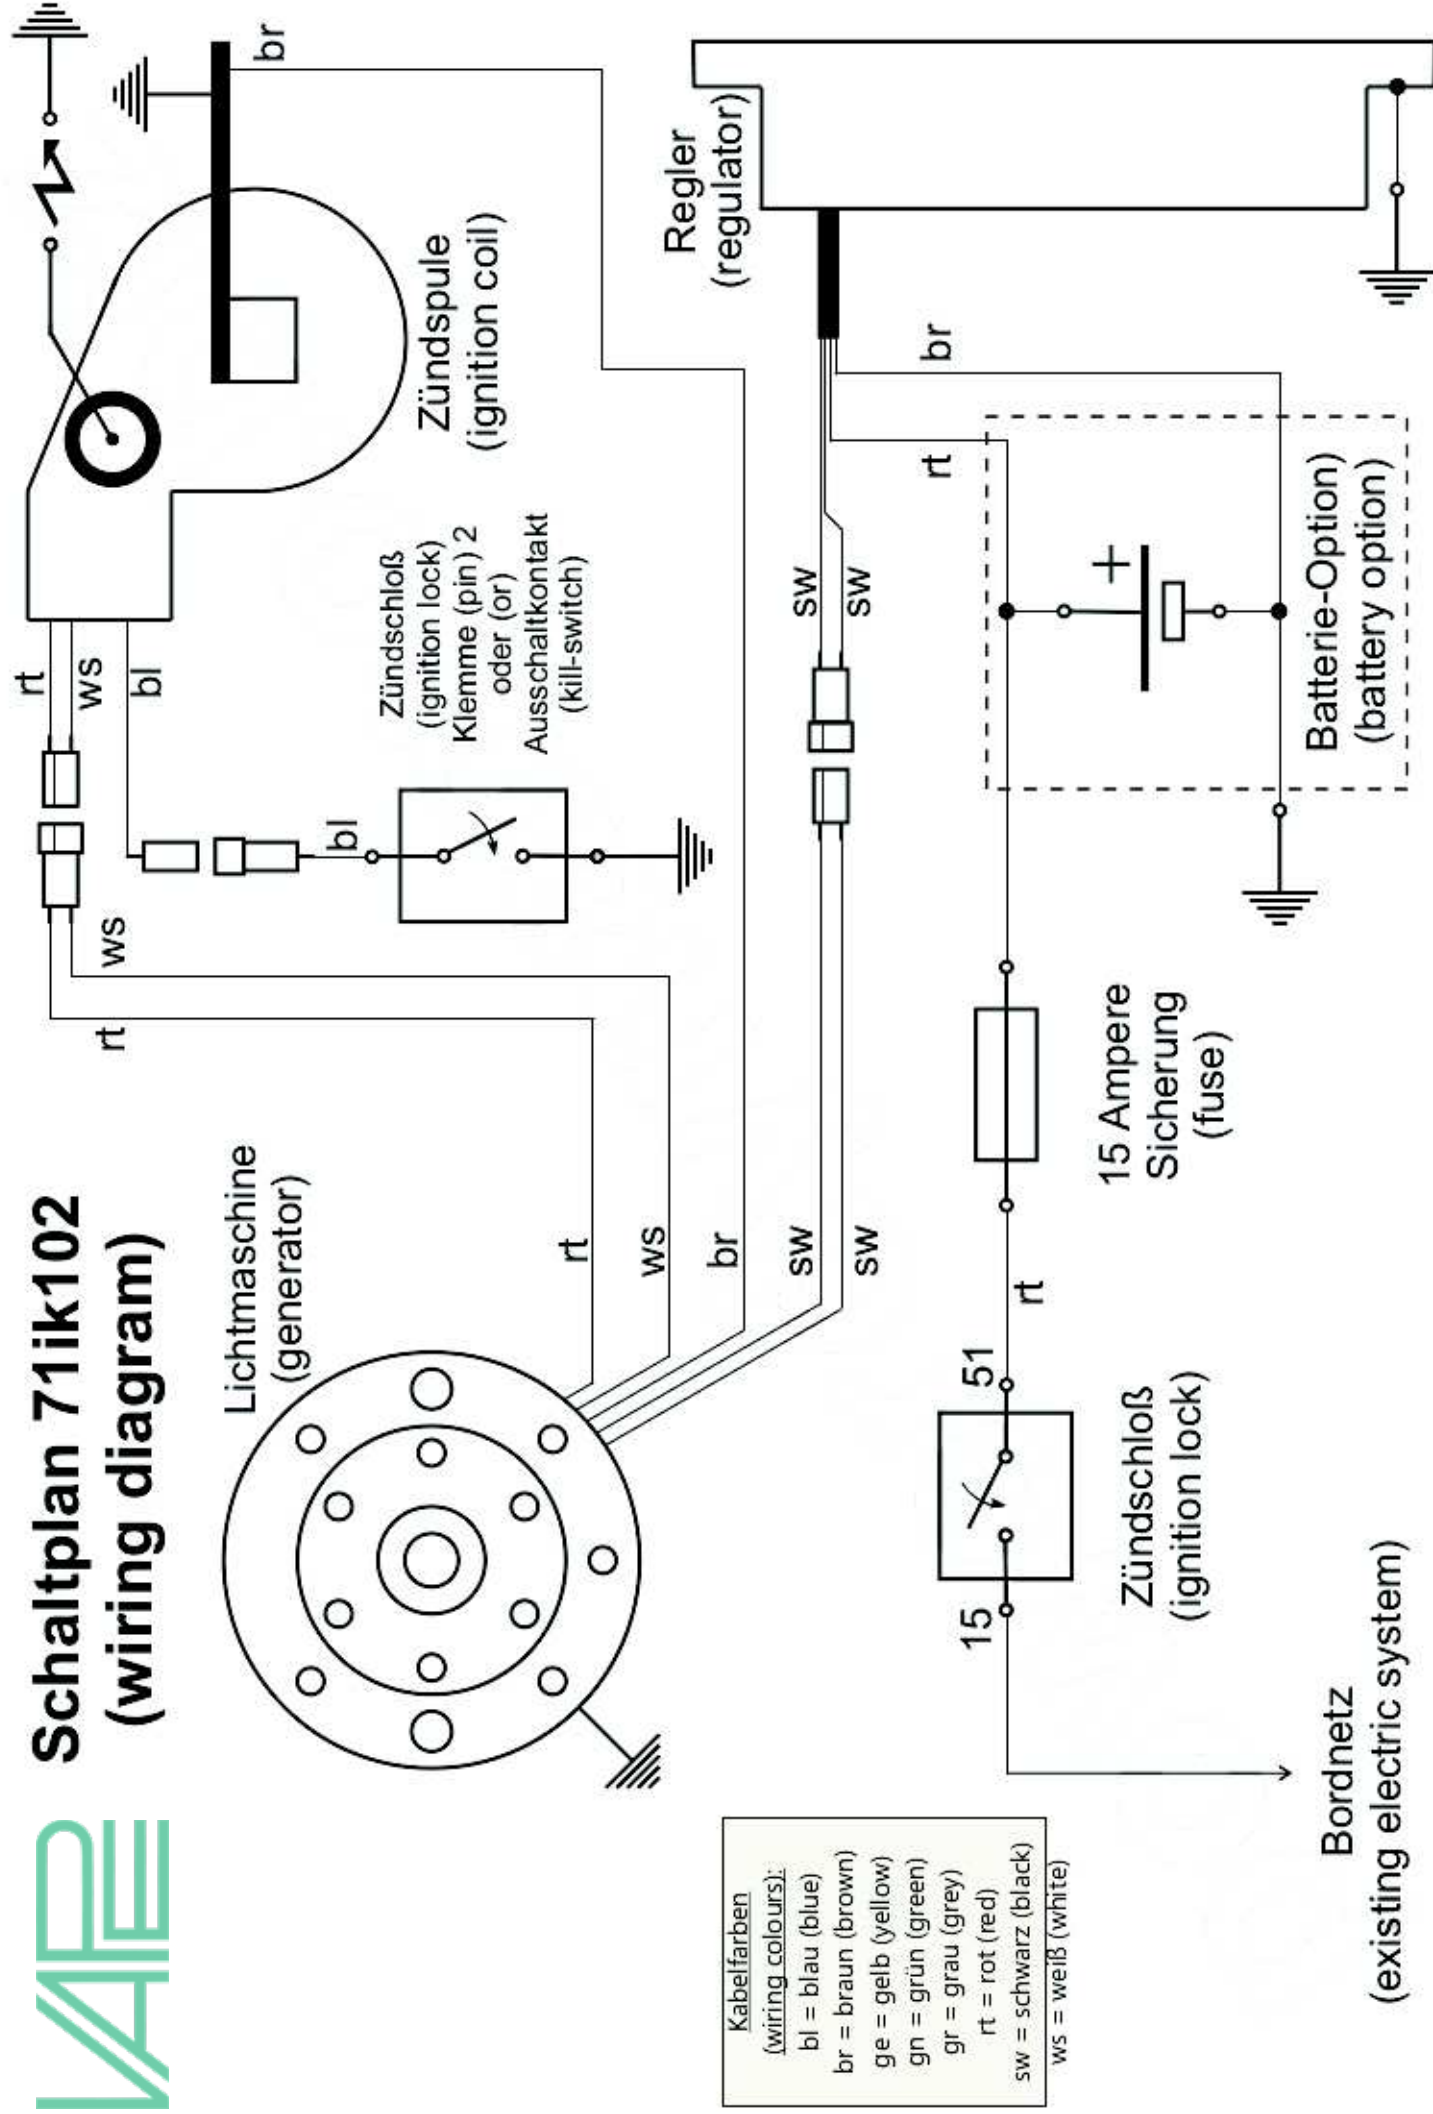 VAPE
Schaltplan 71ik102
(wiring diagram)
Lichtmaschine
(generator)
rt
ws
br
sw
sw
rt
ws
rt
ws
bl
bl
Zündschloß
(ignition lock)
Klemme (pin) 2
oder (or)
Ausschaltkontakt
(kill-switch)
Zündspule
(ignition coil)
br
Regler
(regulator)
sw
sw
rt
br
+
Batterie-Option)
(battery option)
15 Ampere
Sicherung
(fuse)
rt
51
15
Zündschloß
(ignition lock)
Bordnetz
(existing electric system)
Kabelfarben
(wiring colours):
bl = blau (blue)
br = braun (brown)
ge = gelb (yellow)
gn = grün (green)
gr = grau (grey)
rt = rot (red)
sw = schwarz (black)
ws = weiß (white)